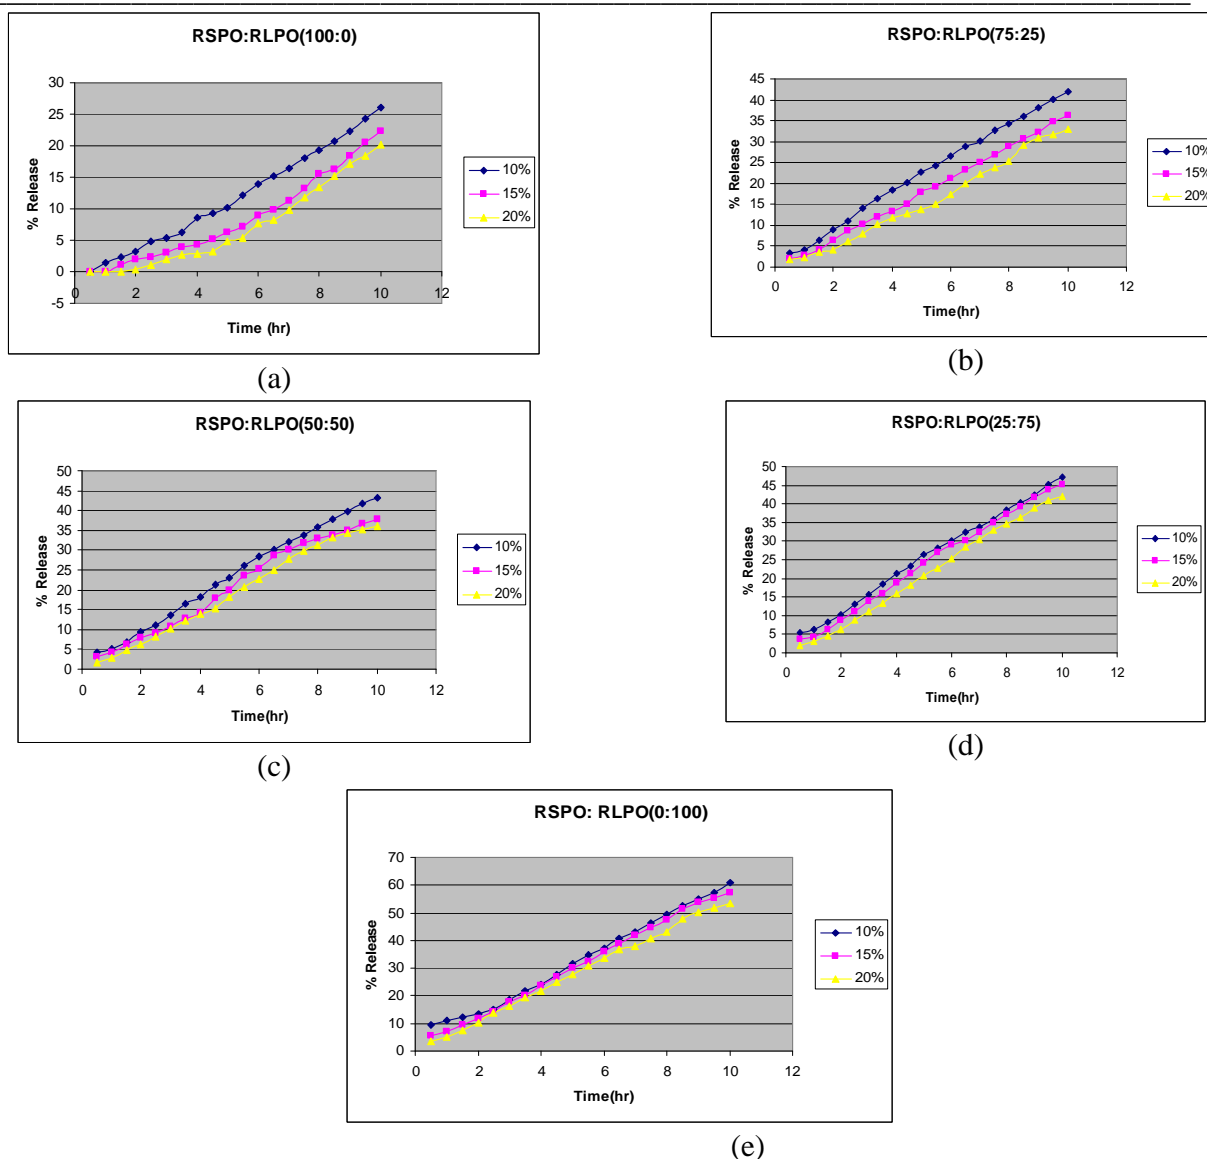 RSPO:RLPO(100:0)
30
25
20
15
10
5
0
-5
0 2 4 6 8 10 12
% Release
Time (hr)
10%
15%
20%
(a)
RSPO:RLPO(75:25)
45
40
35
30
25
20
15
10
5
0
0 2 4 6 8 10 12
% Release
Time(hr)
10%
15%
20%
(b)
RSPO:RLPO(50:50)
50
45
40
35
30
25
20
15
10
5
0
0 2 4 6 8 10 12
% Release
Time(hr)
10%
15%
20%
(c)
RSPO:RLPO(25:75)
50
45
40
35
30
25
20
15
10
5
0
0 2 4 6 8 10 12
% Release
Time(hr)
10%
15%
20%
(d)
RSPO: RLPO(0:100)
70
60
50
40
30
20
10
0
0 2 4 6 8 10 12
% Release
Time(hr)
10%
15%
20%
(e)